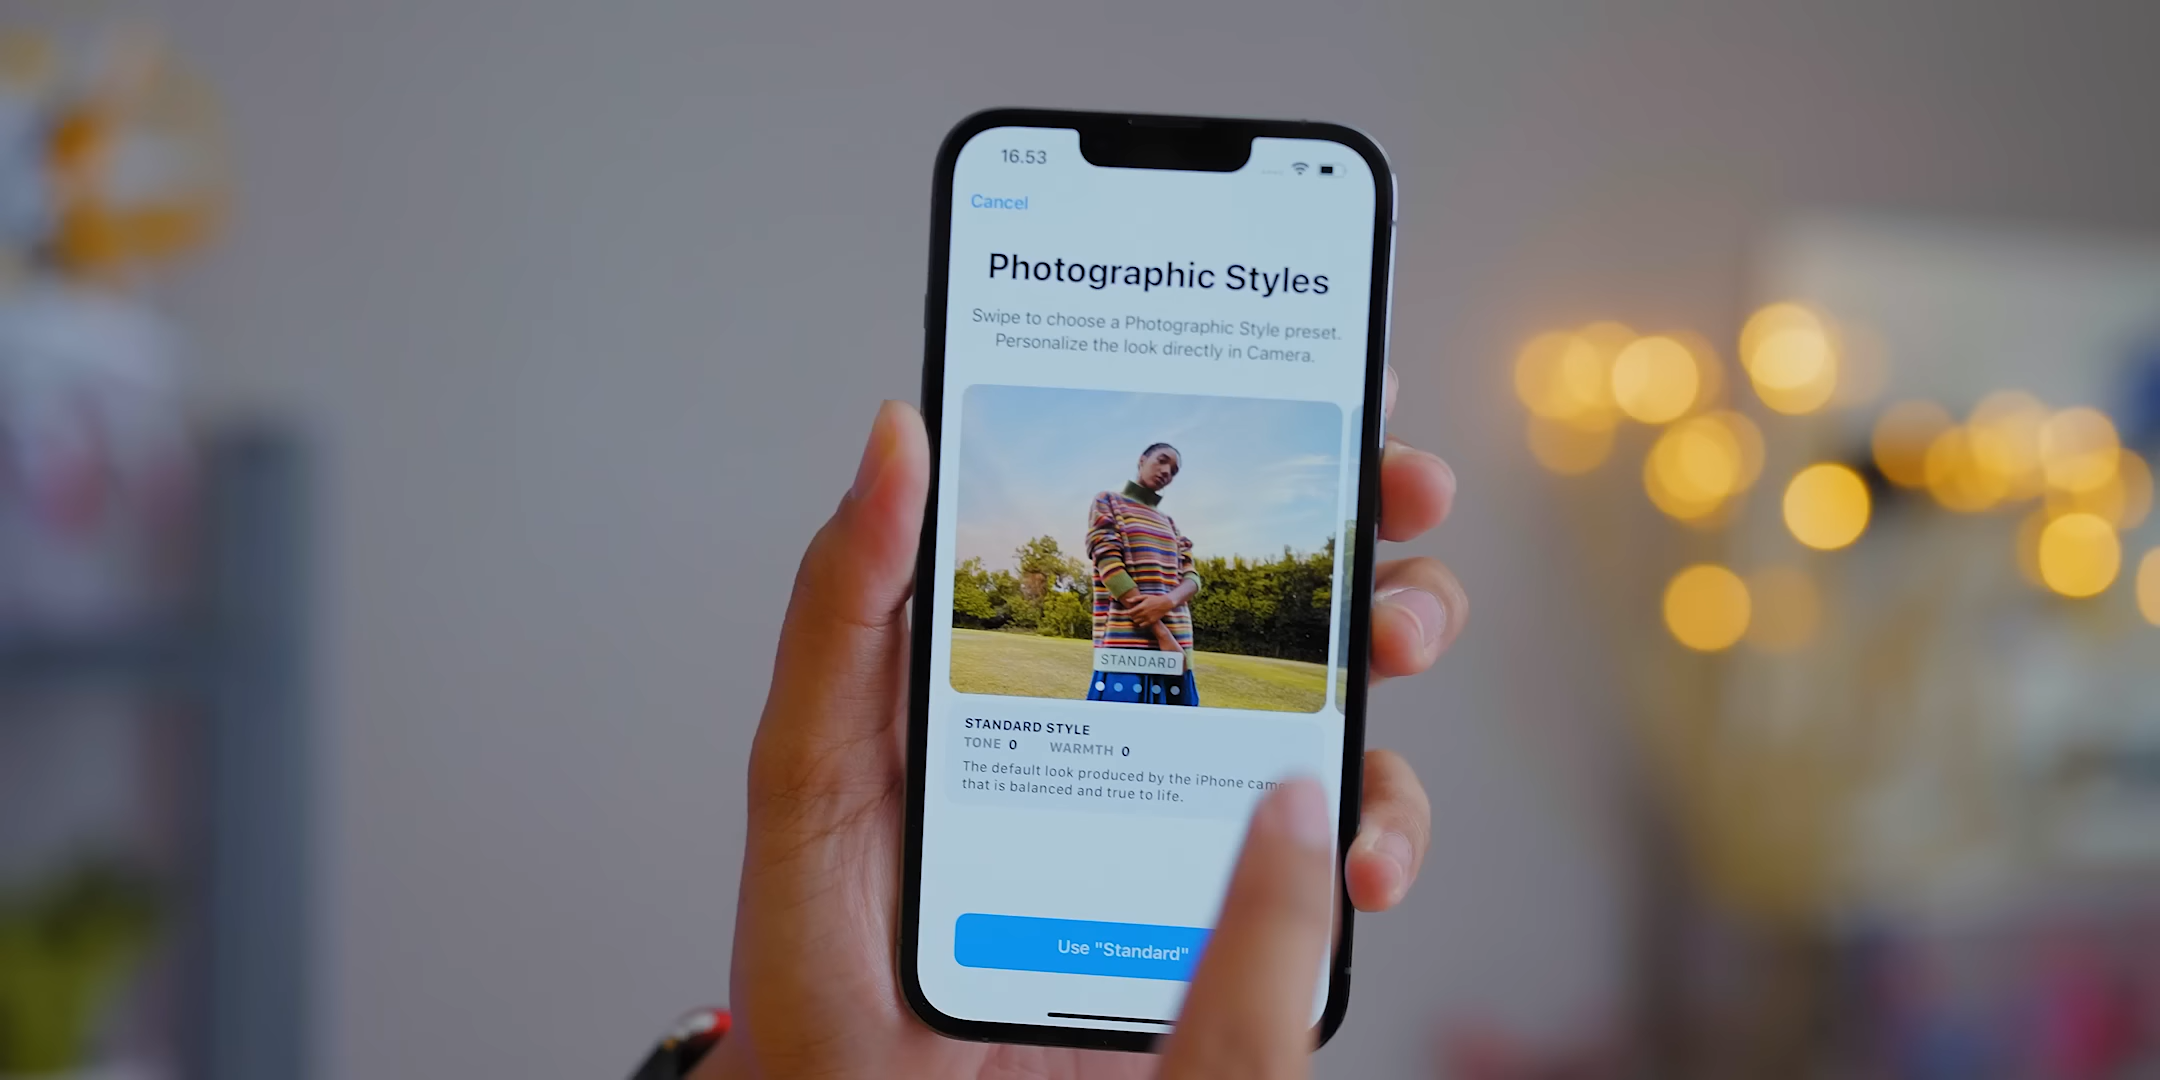 16.53
Cancel
Photographic Styles
Swipe to choose a Photographic Style preset.
Personalize the look directly in Camera.
STANDARD
STANDARD STYLE
TONE 0 WARMTH 0
The default look produced by the iPhone
that is balanced and true to life.
Use "Standard"